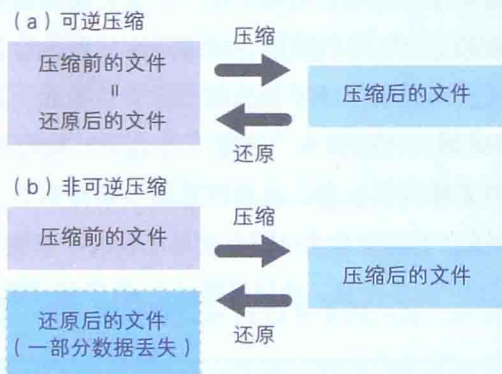 (a)可逆压缩
压缩前的文件
=
还原后的文件
压缩
还原
压缩后的文件
(b)非可逆压缩
压缩前的文件
压缩
还原
压缩后的文件
还原后的文件
(一部分数据丢失)